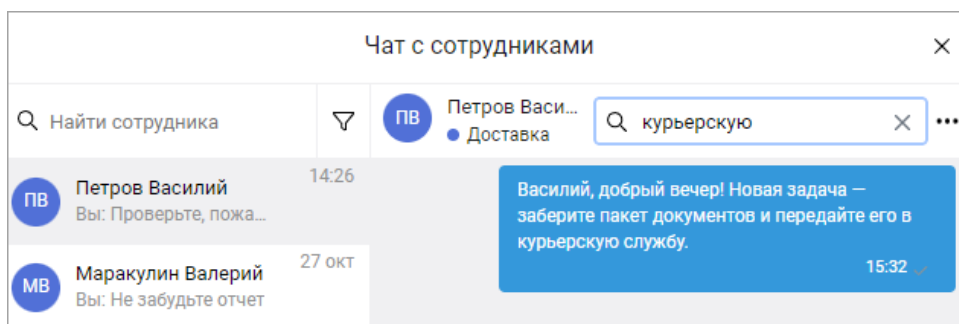 Чат с сотрудниками
Найти сотрудника
ПВ
Петров Васи...
Доставка
курьерскую
ПВ
Петров Василий
14:26
Вы: Проверьте, пожа...
МВ
Маракулин Валерий
27 окт
Вы: Не забудьте отчет
Василий, добрый вечер! Новая задача —
заберите пакет документов и передайте его в
курьерскую службу.
15:32